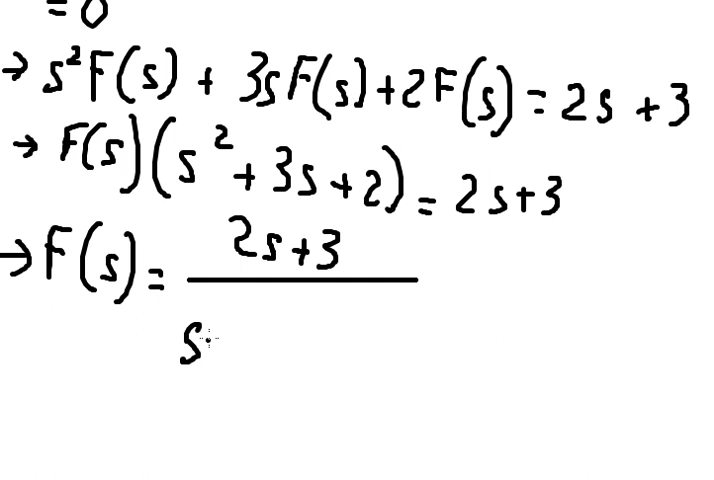 = 0
→ s²F(s) + 3sF(s) + 2F(s) = 2s + 3
→ F(s)(s² + 3s + 2) = 2s + 3
→ F(s) = 2s + 3
s